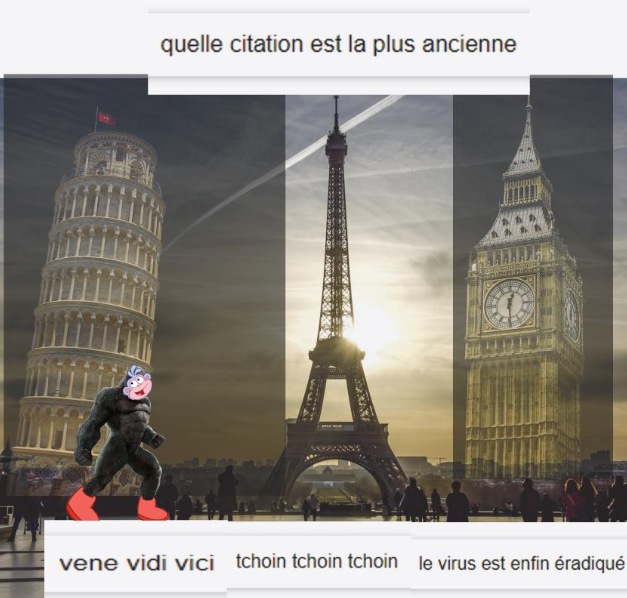 quelle citation est la plus ancienne
vene vidi vici
tchoin tchoin tchoin
le virus est enfin éradiqué